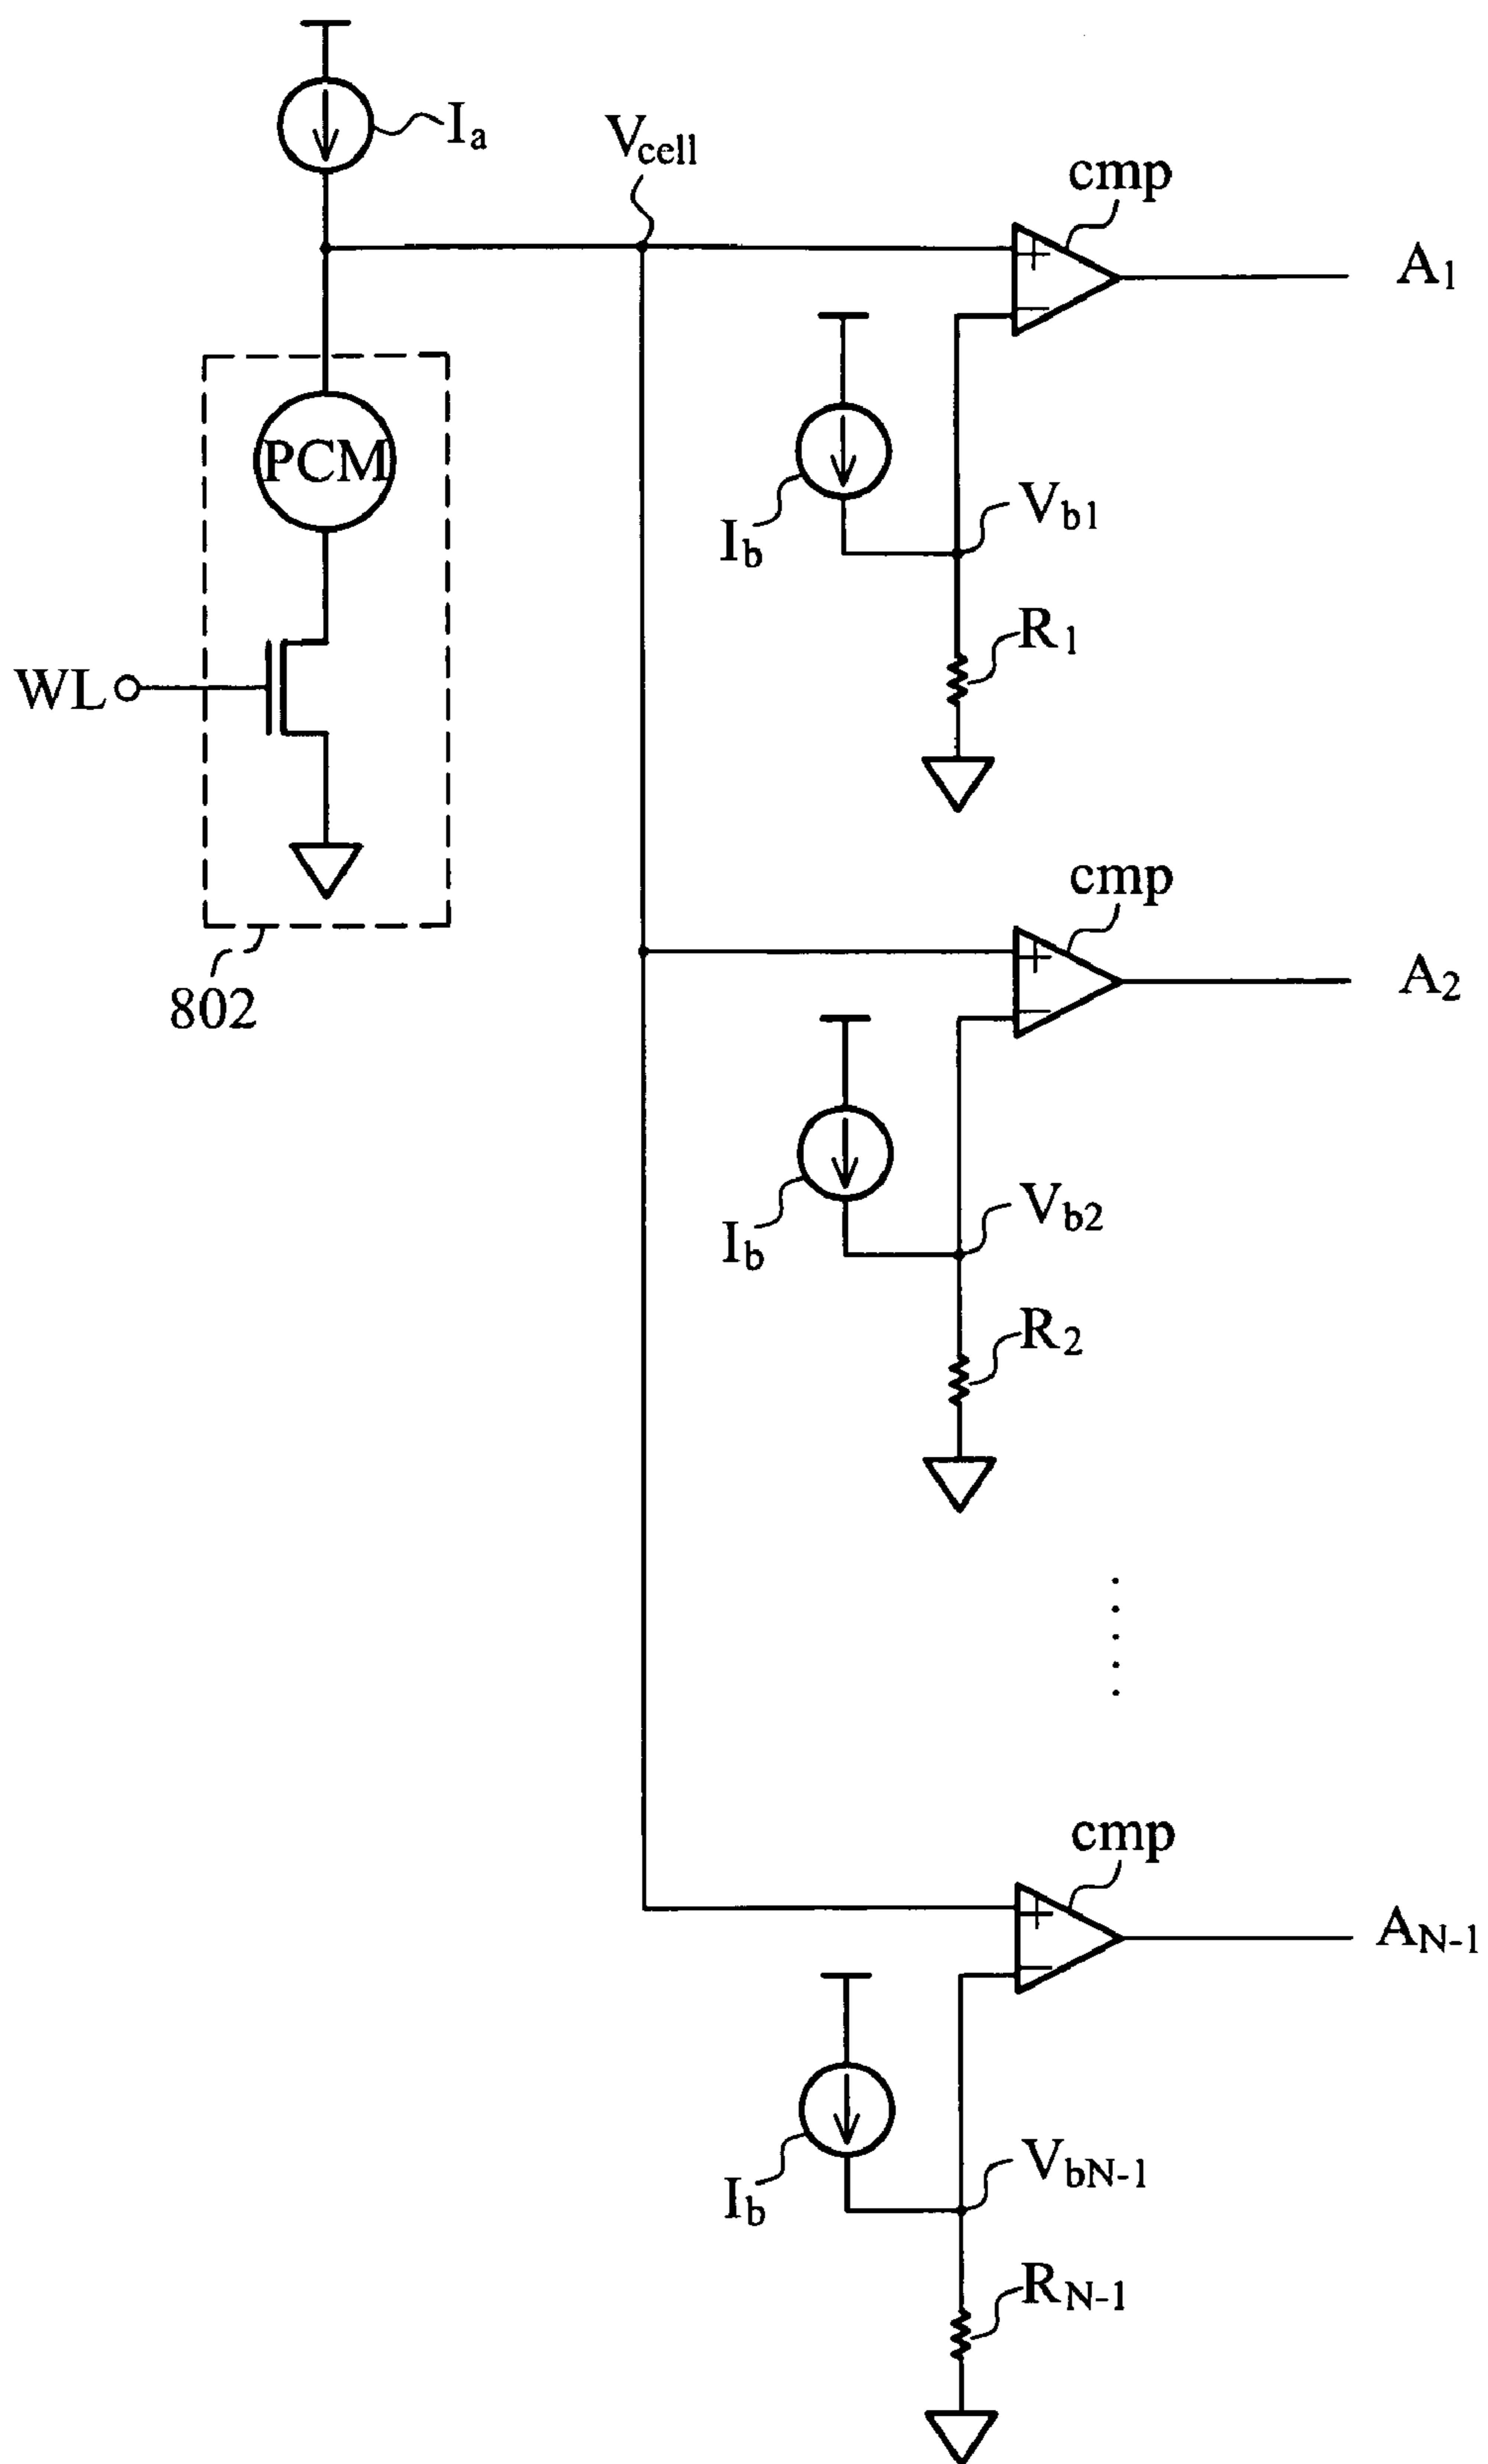 Ia
Vcell
cmp
A1
PCM
Ib
Vb1
R1
WL
cmp
A2
802
Ib
Vb2
R2
.....
cmp
AN-1
Ib
VbN-1
RN-1